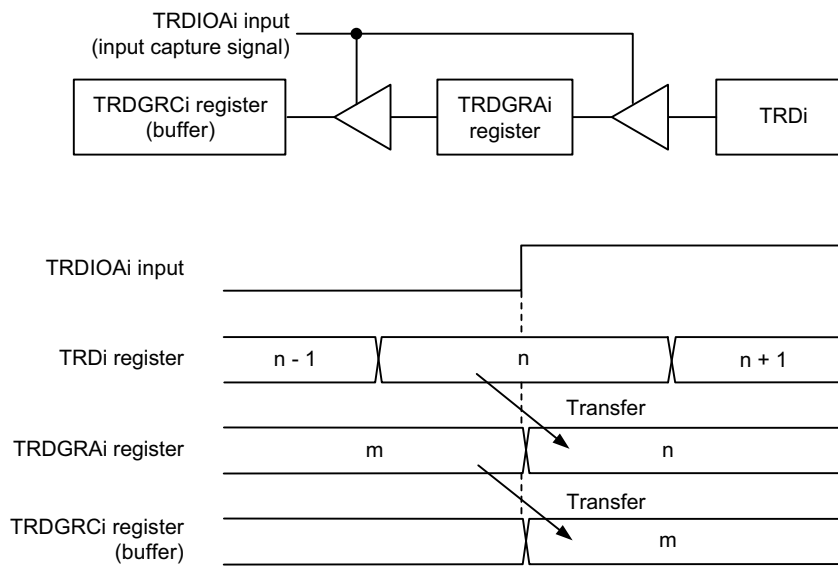 TRDIOAi input
(input capture signal)
TRDGRCi register
(buffer)
TRDGRAi
register
TRDi
TRDIOAi input
TRDi register
n - 1
n
n + 1
Transfer
TRDGRAi register
m
n
Transfer
TRDGRCi register
(buffer)
m